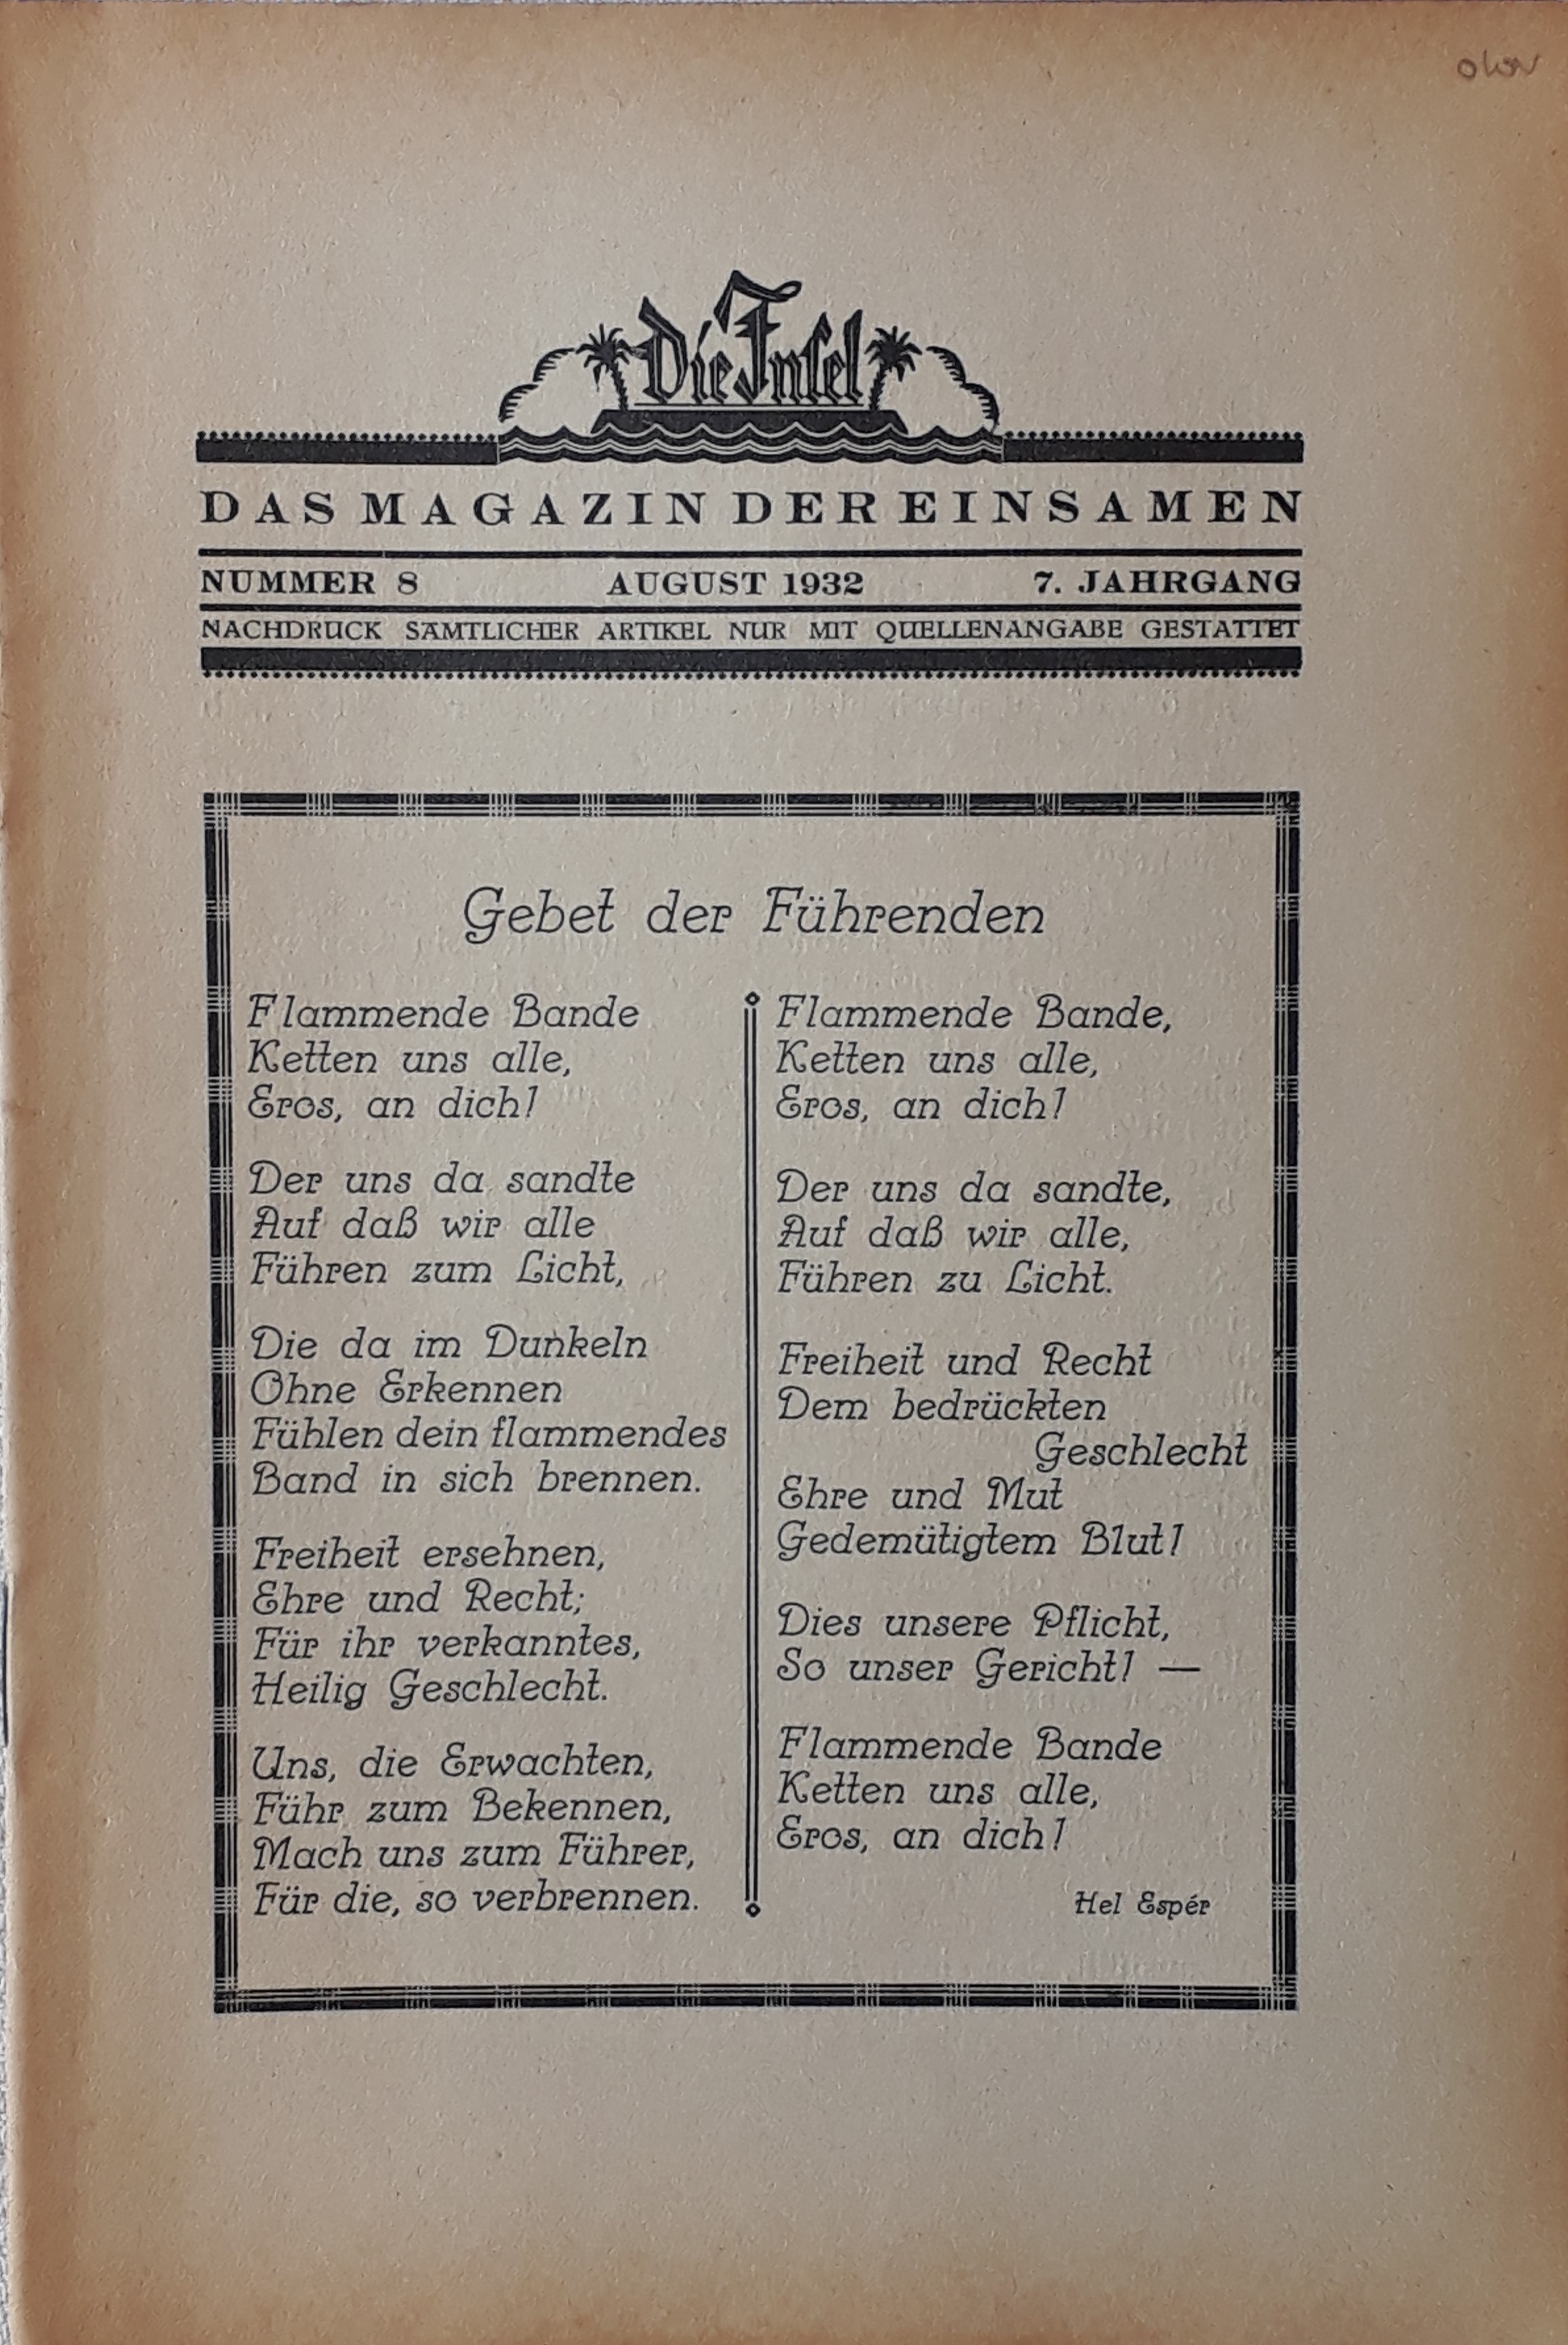 Die Insel
DAS MAGAZIN DER EINSAMEN
NUMMER 8 AUGUST 1932 7. JAHRGANG
NACHDRUCK SÄMTLICHER ARTIKEL NUR MIT QUELLENANGABE GESTATTET
Gebet der Führenden
Flammende Bande
Ketten uns alle,
Eros, an dich!
Der uns da sandte
Auf daß wir alle
Führen zum Licht,
Die da im Dunkeln
Ohne Erkennen
Fühlen dein flammendes
Band in sich brennen.
Freiheit ersehnen,
Ehre und Recht;
Für ihr verkanntes,
Heilig Geschlecht.
Uns, die Erwachten,
Führ zum Bekennen,
Mach uns zum Führer,
Für die, so verbrennen.
Flammende Bande,
Ketten uns alle,
Eros, an dich!
Der uns da sandte,
Auf daß wir alle,
Führen zu Licht.
Freiheit und Recht
Dem bedrückten
Geschlecht
Ehre und Mut
Gedemütigtem Blut!
Dies unsere Pflicht,
So unser Gericht! —
Flammende Bande
Ketten uns alle,
Eros, an dich!
Hel Espér